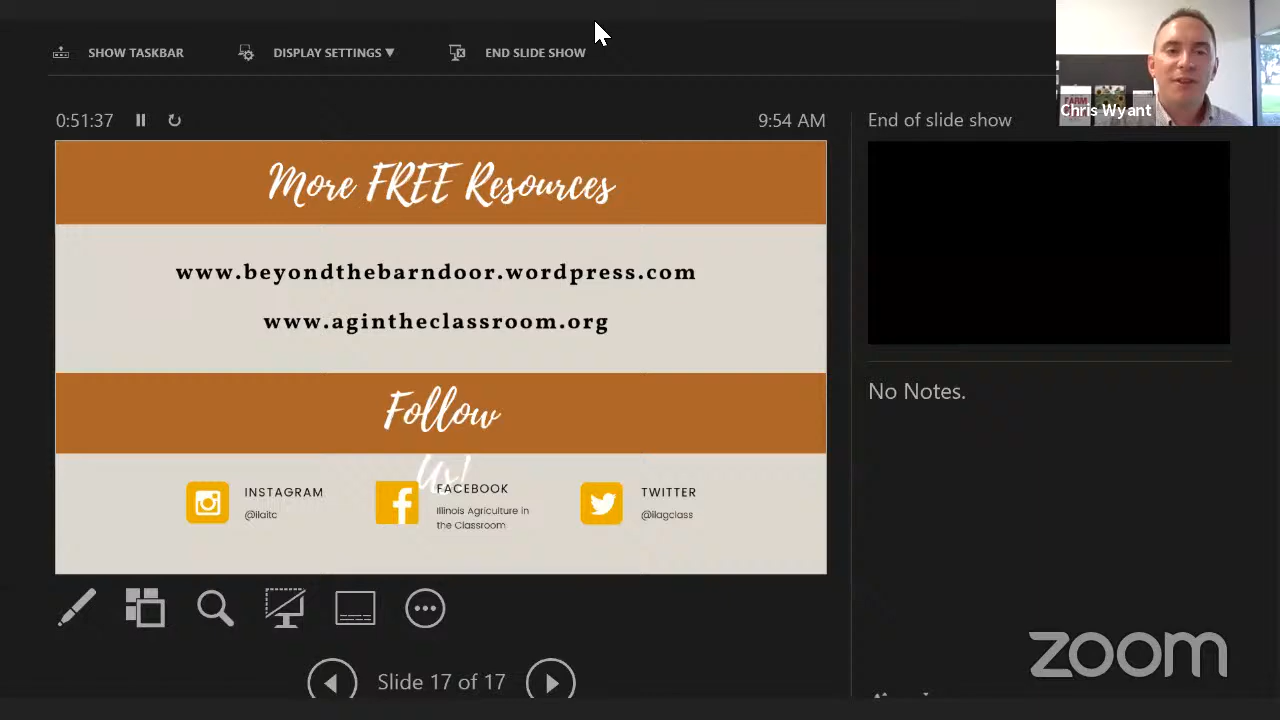 SHOW TASKBAR
DISPLAY SETTINGS ▼
END SLIDE SHOW
FARM
Chris Wyant
0:51:37
9:54 AM
End of slide show
More FREE Resources
www.beyondthebarndoor.wordpress.com
www.agintheclassroom.org
No Notes.
Follow
Us!
INSTAGRAM
@ilaitc
FACEBOOK
Illinois Agriculture in
the Classroom
TWITTER
@ilagclass
Slide 17 of 17
zoom